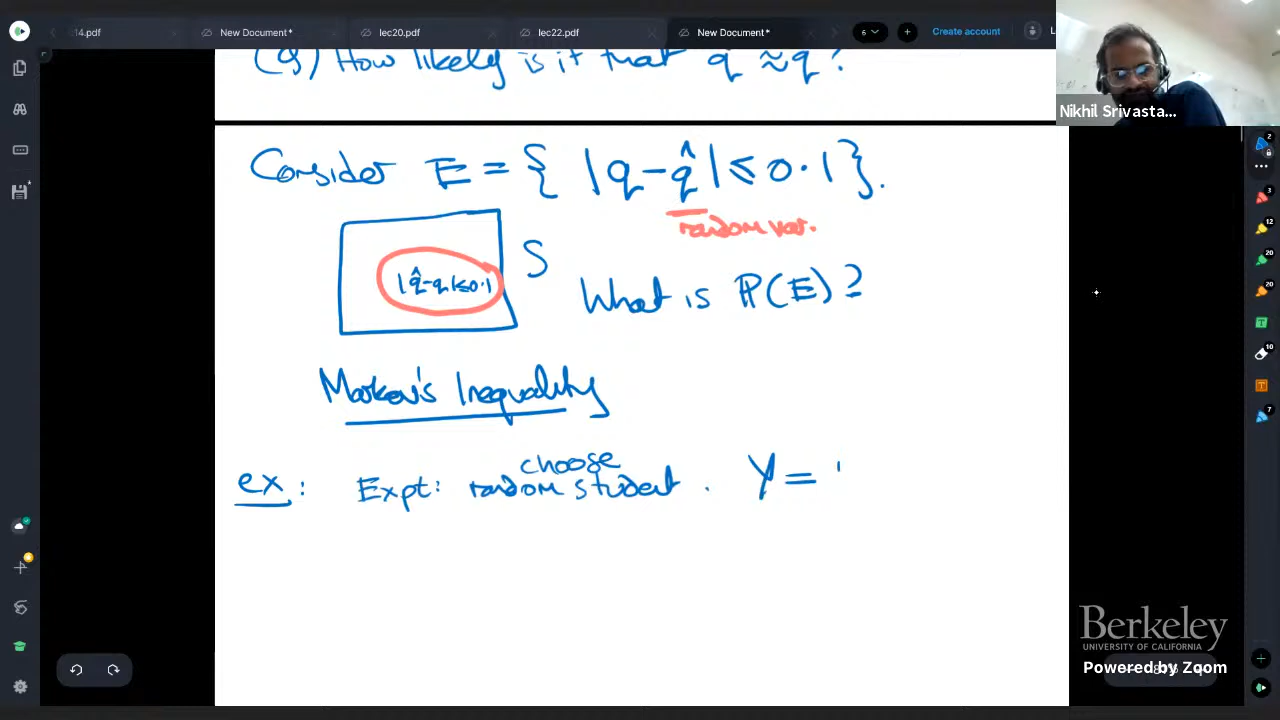 14.pdf New Document* lec20.pdf lec22.pdf New Document* 6 Create account
(Q) How likely is it that q̂ ≈ q ?
Nikhil Srivasta...
Consider E = { |q - q̂| ≤ 0.1 }.
random var.
|q̂-q|≤0.1 S
What is ℙ(E)?
Markov's Inequality
choose
ex: Expt: random student. Y =
Berkeley
UNIVERSITY OF CALIFORNIA
Powered by Zoom